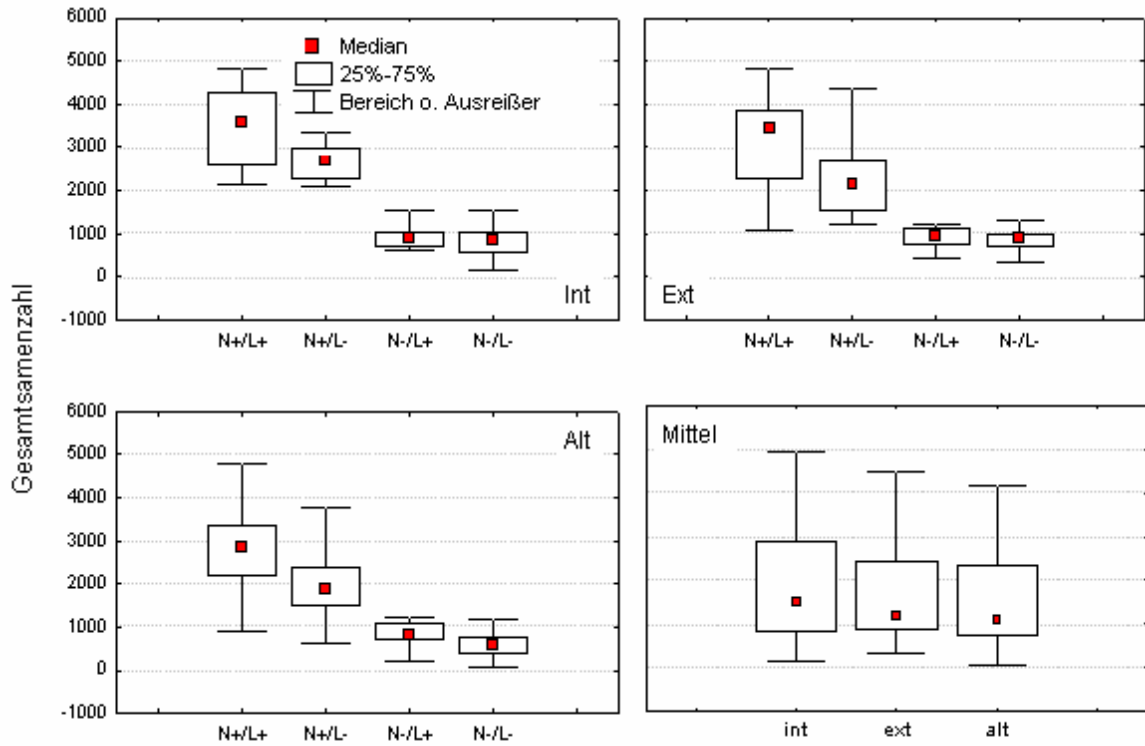 Gesamtsamenzahl
6000
5000
4000
3000
2000
1000
0
-1000
Median
25%-75%
Bereich o. Ausreißer
Int
N+/L+ N+/L- N-/L+ N-/L-
Ext
N+/L+ N+/L- N-/L+ N-/L-
6000
5000
4000
3000
2000
1000
0
-1000
Alt
N+/L+ N+/L- N-/L+ N-/L-
Mittel
int ext alt